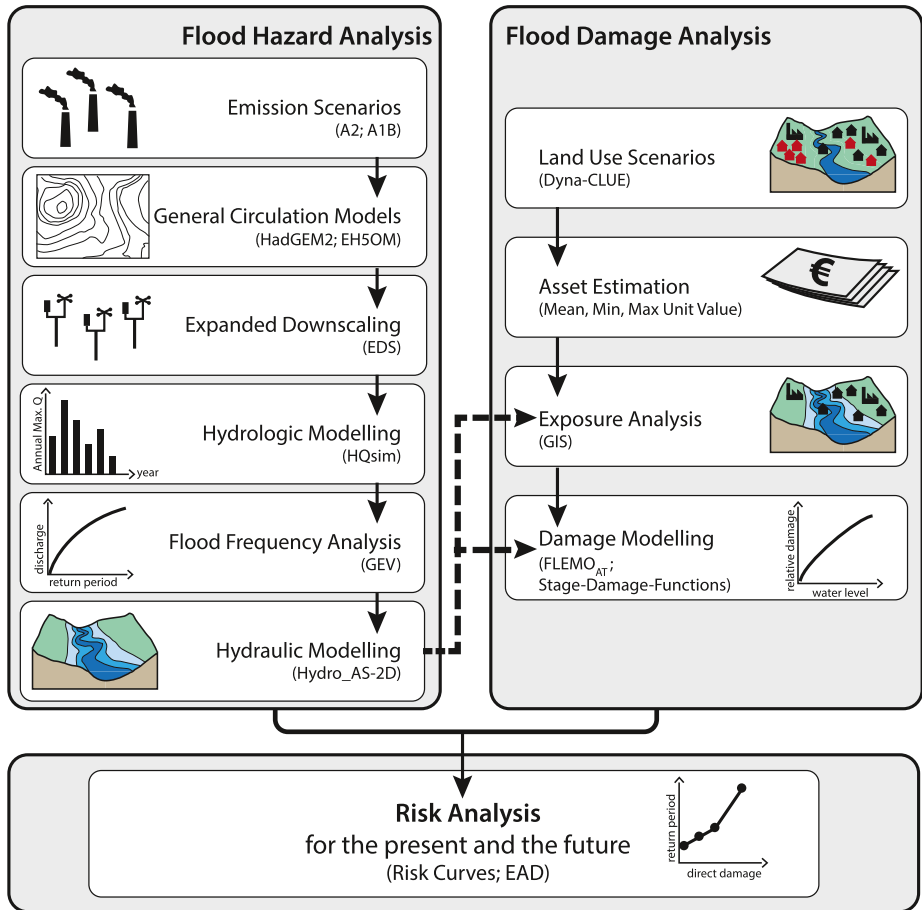 Flood Hazard Analysis
Emission Scenarios
(A2; A1B)
General Circulation Models
(HadGEM2; EH5OM)
Expanded Downscaling
(EDS)
Annual Max. Q
year
Hydrologic Modelling
(HQsim)
discharge
return period
Flood Frequency Analysis
(GEV)
Hydraulic Modelling
(Hydro_AS-2D)
Flood Damage Analysis
Land Use Scenarios
(Dyna-CLUE)
Asset Estimation
(Mean, Min, Max Unit Value)
€
Exposure Analysis
(GIS)
Damage Modelling
(FLEMOAT;
Stage-Damage-Functions)
relative damage
water level
Risk Analysis
for the present and the future
(Risk Curves; EAD)
return period
direct damage